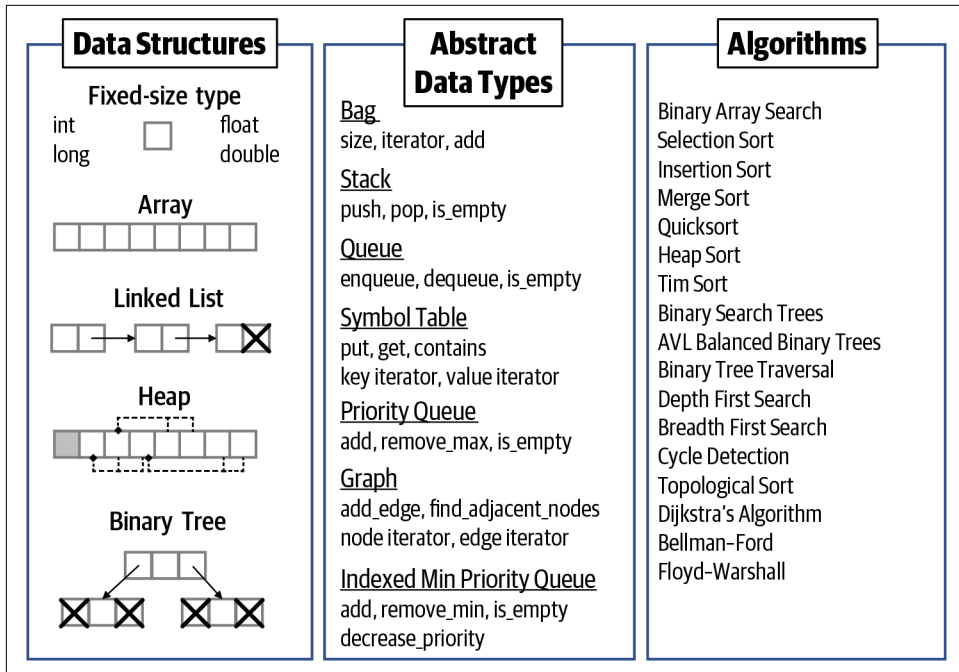 Data Structures
Fixed-size type
int
float
long
double
Array
Linked List
Heap
Binary Tree
Abstract
Data Types
Bag
size, iterator, add
Stack
push, pop, is_empty
Queue
enqueue, dequeue, is_empty
Symbol Table
put, get, contains
key iterator, value iterator
Priority Queue
add, remove_max, is_empty
Graph
add_edge, find_adjacent_nodes
node iterator, edge iterator
Indexed Min Priority Queue
add, remove_min, is_empty
decrease_priority
Algorithms
Binary Array Search
Selection Sort
Insertion Sort
Merge Sort
Quicksort
Heap Sort
Tim Sort
Binary Search Trees
AVL Balanced Binary Trees
Binary Tree Traversal
Depth First Search
Breadth First Search
Cycle Detection
Topological Sort
Dijkstra’s Algorithm
Bellman–Ford
Floyd–Warshall